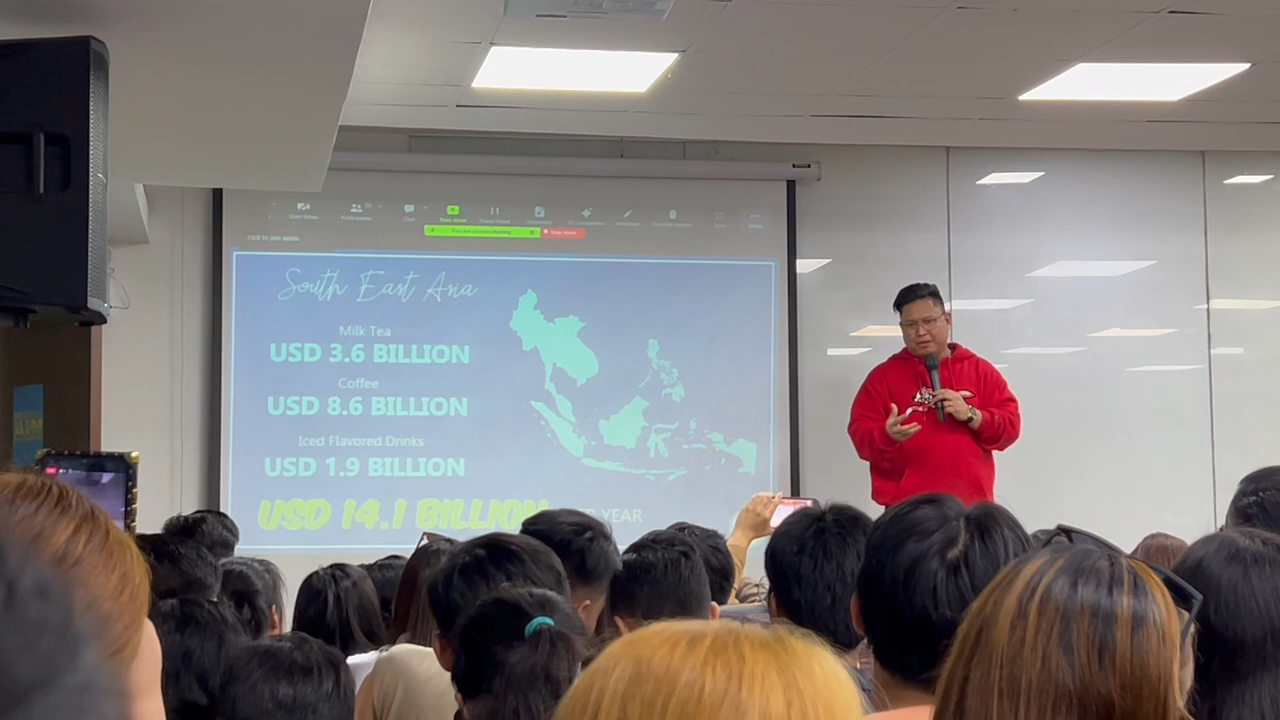 South East Asia
Milk Tea
USD 3.6 BILLION
Coffee
USD 8.6 BILLION
Iced Flavored Drinks
USD 1.9 BILLION
USD 14.1 BILLION
YEAR